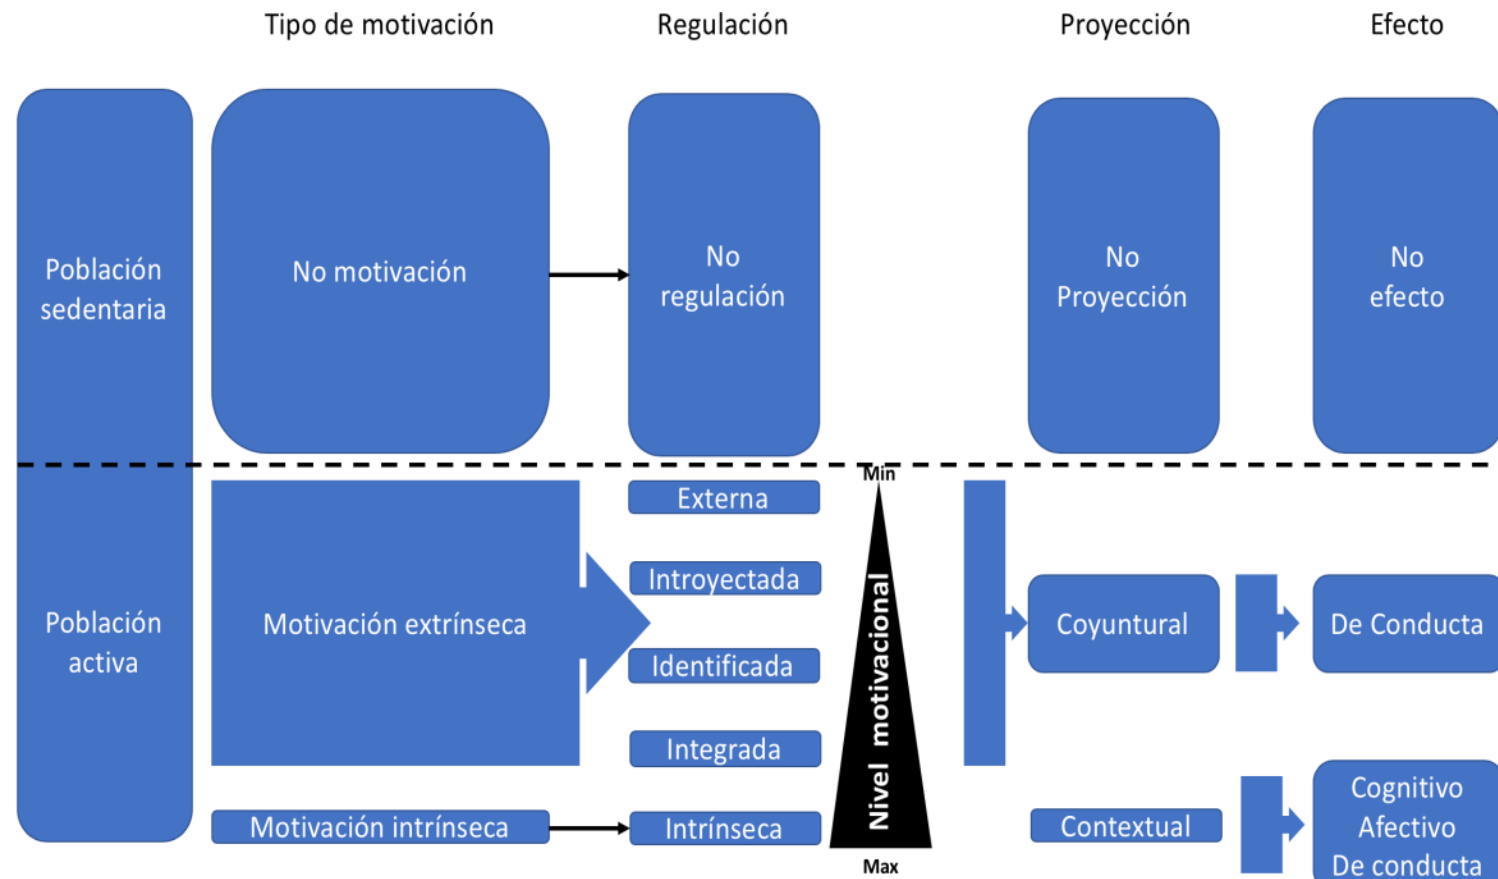 Tipo de motivación
Regulación
Proyección
Efecto
Población
sedentaria
No motivación
No
regulación
No
Proyección
No
efecto
Población
activa
Motivación extrínseca
Externa
Introyectada
Identificada
Integrada
Min
Nivel motivacional
Max
Coyuntural
De Conducta
Motivación intrínseca
Intrínseca
Contextual
Cognitivo
Afectivo
De conducta